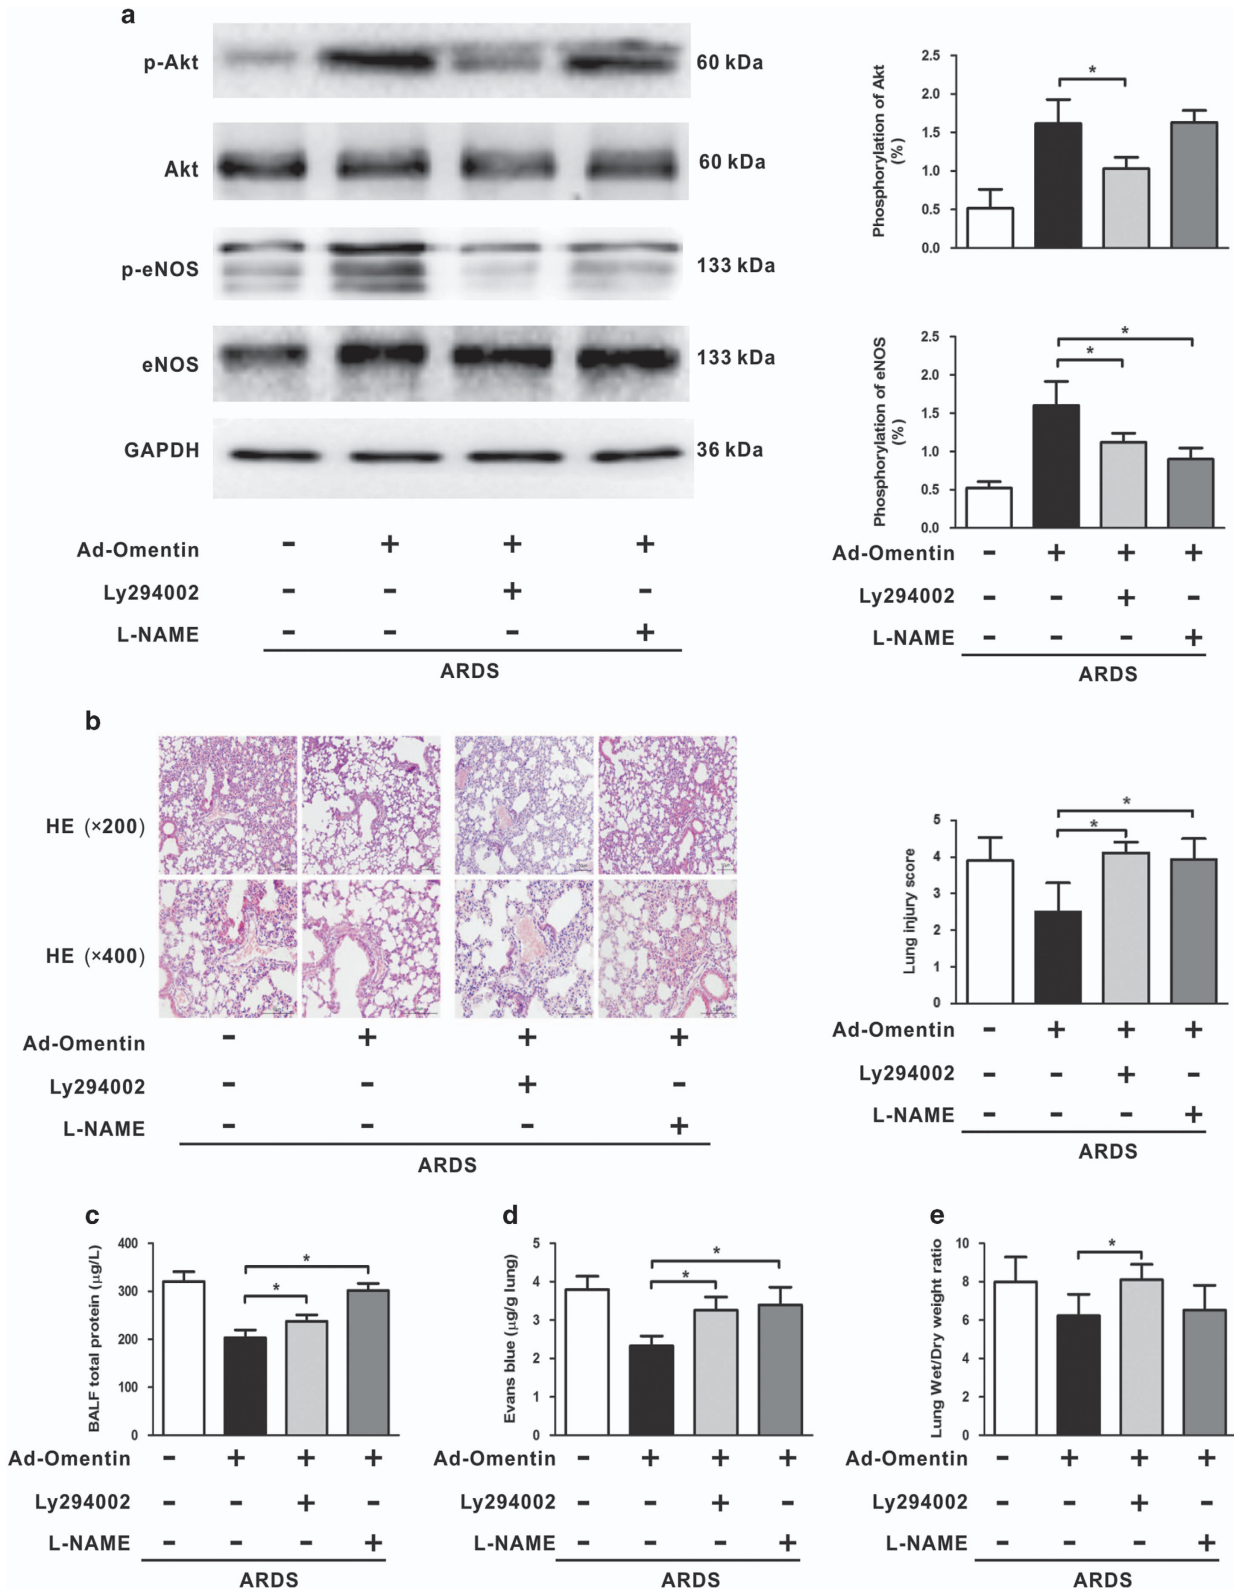 a
p-Akt
60 kDa
Akt
60 kDa
p-eNOS
133 kDa
eNOS
133 kDa
GAPDH
36 kDa
Ad-Omentin - + + +
Ly294002 - - + -
L-NAME - - - +
ARDS
Phosphorylation of Akt
(%)
2.5
2.0
1.5
1.0
0.5
0.0
*
Phosphorylation of eNOS
(%)
2.5
2.0
1.5
1.0
0.5
0.0
*
*
Ad-Omentin - + + +
Ly294002 - - + -
L-NAME - - - +
ARDS
b
HE (×200)
HE (×400)
Ad-Omentin - + + +
Ly294002 - - + -
L-NAME - - - +
ARDS
Lung injury score
5
4
3
2
1
0
*
*
Ad-Omentin - + + +
Ly294002 - - + -
L-NAME - - - +
ARDS
c
BALF total protein (μg/L)
400
300
200
100
0
*
*
Ad-Omentin - + + +
Ly294002 - - + -
L-NAME - - - +
ARDS
d
Evans blue (μg/g lung)
5
4
3
2
1
0
*
*
Ad-Omentin - + + +
Ly294002 - - + -
L-NAME - - - +
ARDS
e
Lung Wet/Dry weight ratio
10
8
6
4
2
0
*
Ad-Omentin - + + +
Ly294002 - - + -
L-NAME - - - +
ARDS